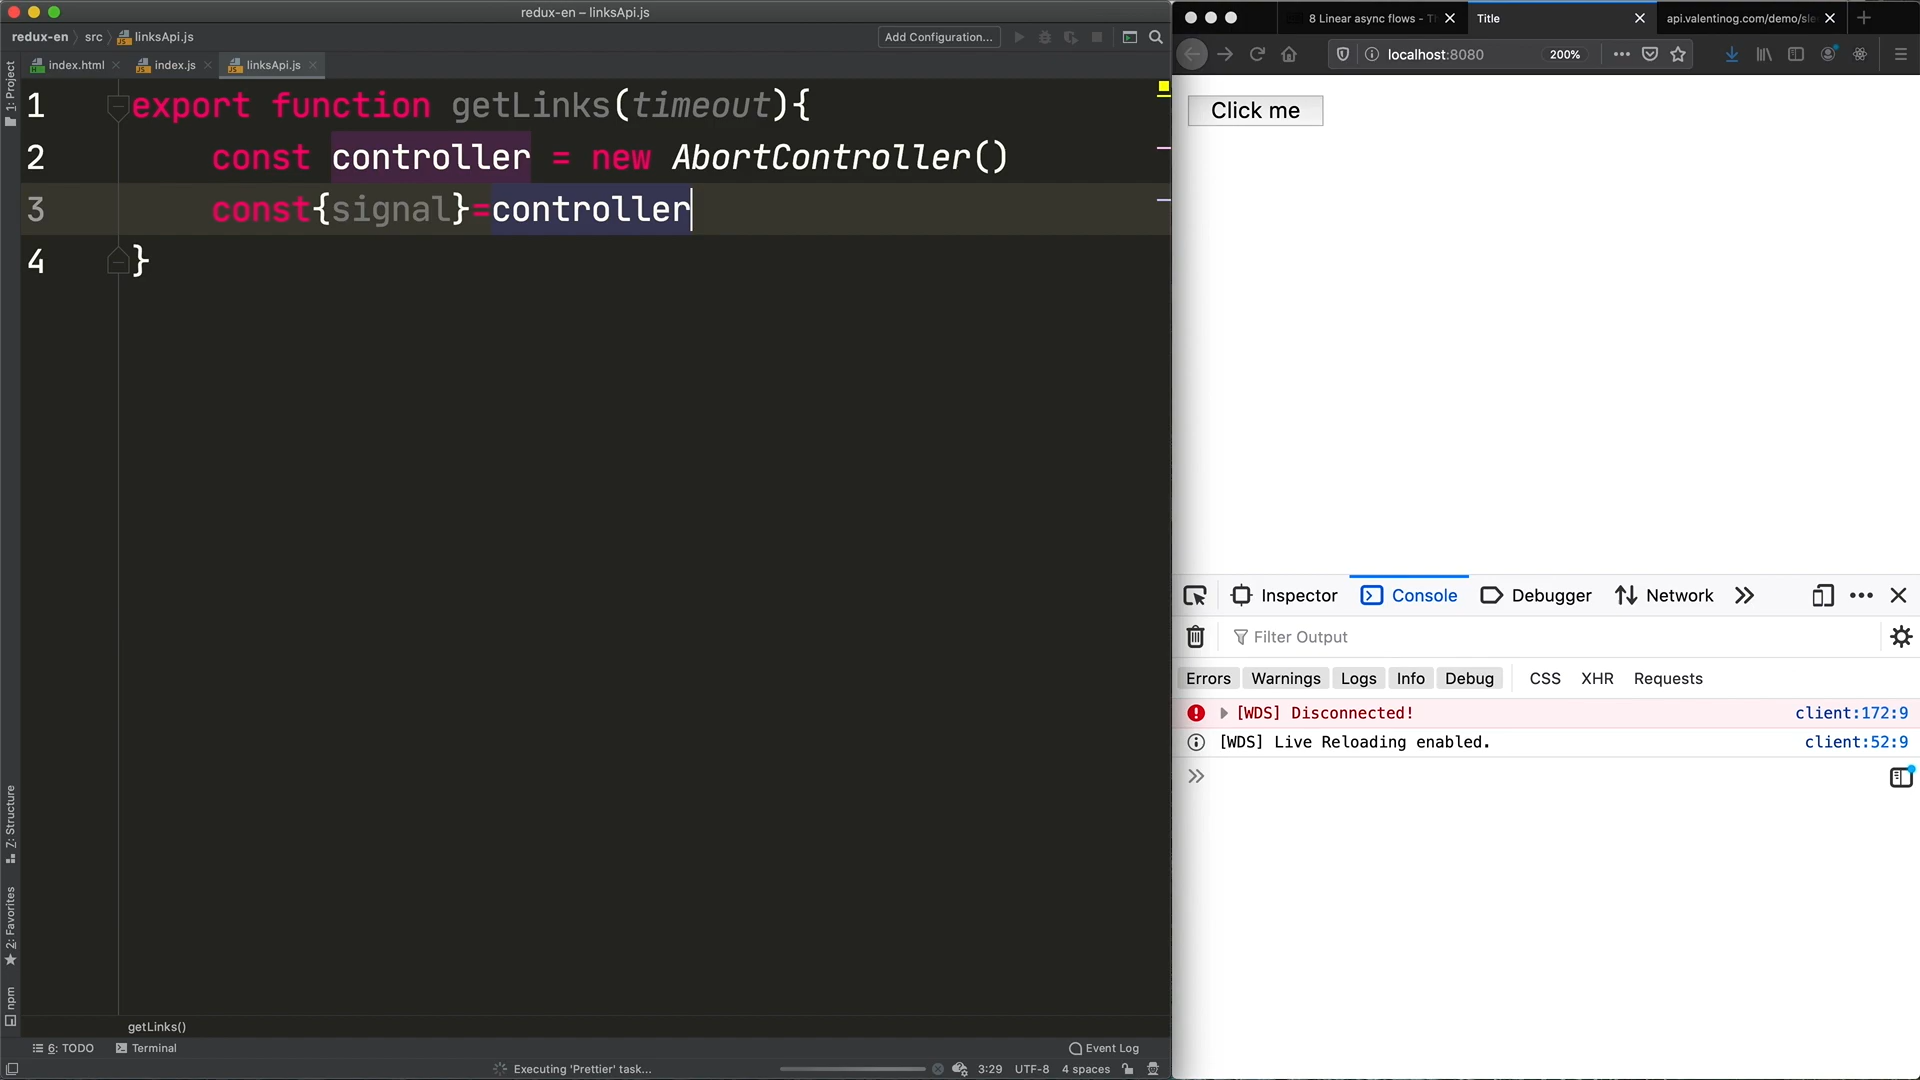 redux-en – linksApi.js
redux-en
src
linksApi.js
Add Configuration...
index.html
index.js
linksApi.js
1: Project
1 export function getLinks(timeout){
2 const controller = new AbortController()
3 const{signal}=controller
4 }
Z: Structure
2: Favorites
npm
getLinks()
6: TODO
Terminal
Event Log
Executing 'Prettier' task...
3:29
UTF-8
4 spaces
8 Linear async flows - T
Title
api.valentinog.com/demo/sle
localhost:8080
200%
Click me
Inspector
Console
Debugger
Network
Filter Output
Errors
Warnings
Logs
Info
Debug
CSS
XHR
Requests
[WDS] Disconnected!
client:172:9
[WDS] Live Reloading enabled.
client:52:9